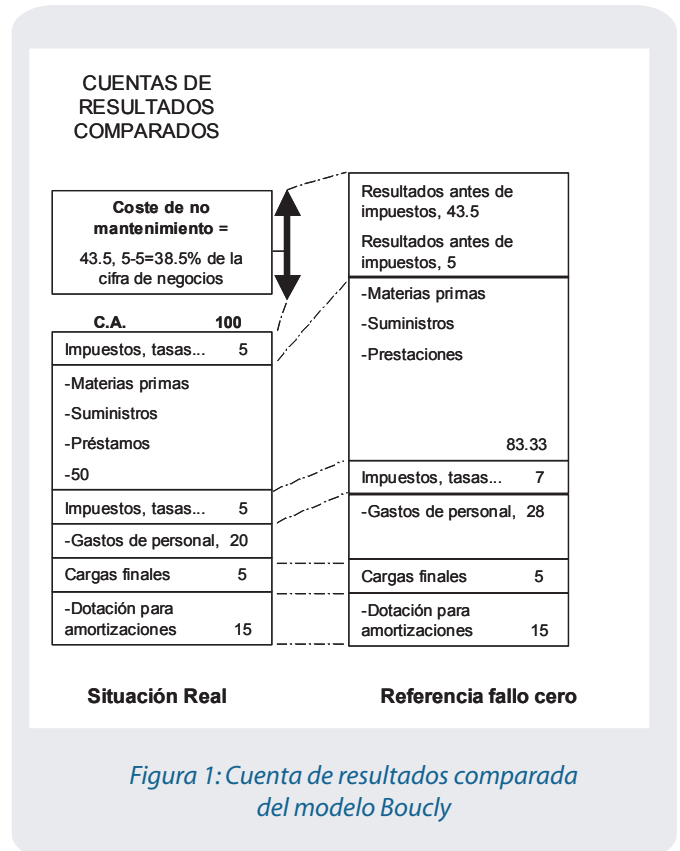 CUENTAS DE
RESULTADOS
COMPARADOS
Coste de no
mantenimiento =
43.5, 5-5=38.5% de la
cifra de negocios
C.A. 100
Impuestos, tasas... 5
-Materias primas
-Suministros
-Préstamos
-50
Impuestos, tasas... 5
-Gastos de personal, 20
Cargas finales 5
-Dotación para
amortizaciones 15
Situación Real
Resultados antes de
impuestos, 43.5
Resultados antes de
impuestos, 5
-Materias primas
-Suministros
-Prestaciones
83.33
Impuestos, tasas... 7
-Gastos de personal, 28
Cargas finales 5
-Dotación para
amortizaciones 15
Referencia fallo cero
Figura 1: Cuenta de resultados comparada
del modelo Boucly